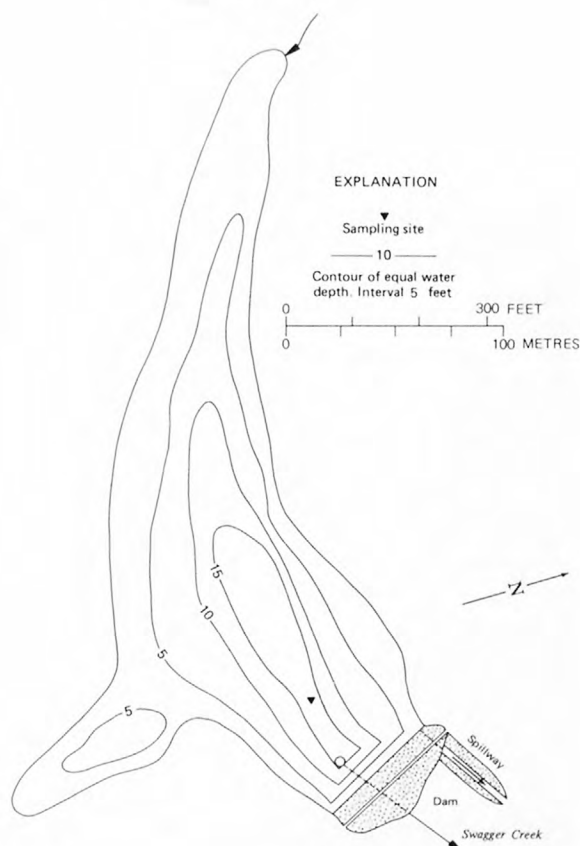 EXPLANATION
Sampling site
10
Contour of equal water
depth. Interval 5 feet
0 300 FEET
0 100 METRES
15
10
5
5
N
Spillway
Dam
Swagger Creek